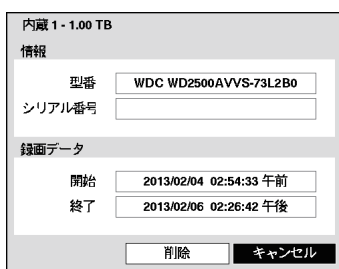 内蔵 1 - 1.00 TB
情報
型番 WDC WD2500AVVS-73L2B0
シリアル番号
録画データ
開始 2013/02/04 02:54:33 午前
終了 2013/02/06 02:26:42 午後
削除 キャンセル